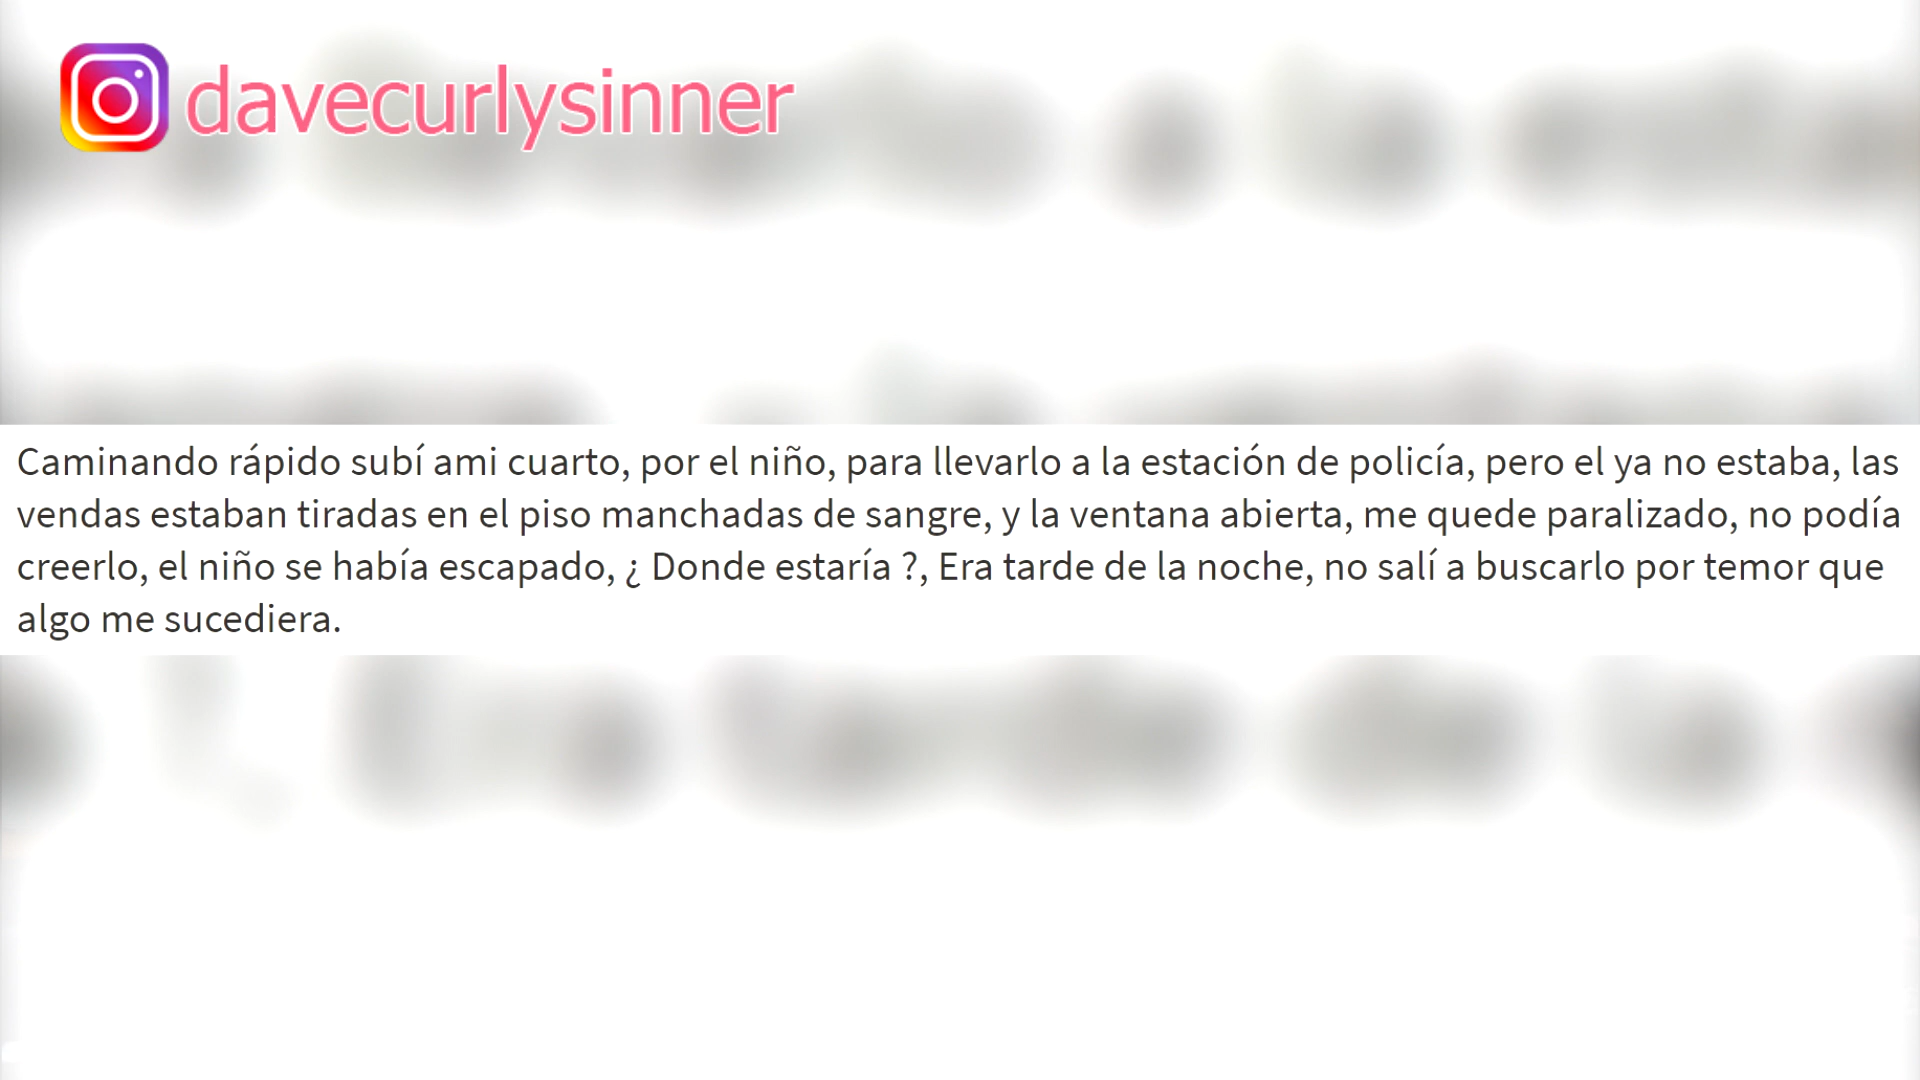 davecurlysinner
Caminando rápido subí ami cuarto, por el niño, para llevarlo a la estación de policía, pero el ya no estaba, las
vendas estaban tiradas en el piso manchadas de sangre, y la ventana abierta, me quede paralizado, no podía
creerlo, el niño se había escapado, ¿ Donde estaría ?, Era tarde de la noche, no salí a buscarlo por temor que
algo me sucediera.